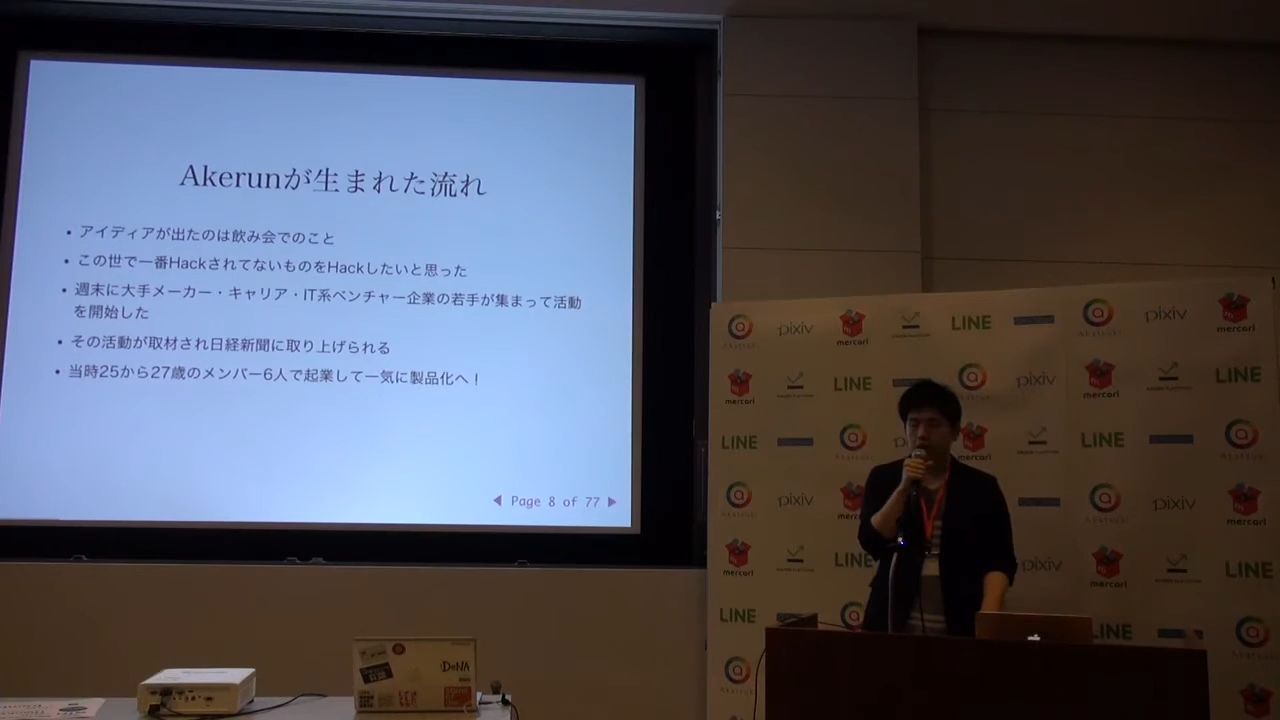 Akerunが生まれた流れ
• アイディアが出たのは飲み会でのこと
• この世で一番HackされてないものをHackしたいと思った
• 週末に大手メーカー・キャリア・IT系ベンチャー企業の若手が集まって活動
を開始した
• その活動が取材され日経新聞に取り上げられる
• 当時25から27歳のメンバー6人で起業して一気に製品化へ！
◀ Page 8 of 77 ▶
pixiv mercari LINE pixiv mercari
mercari LINE pixiv mercari LINE
LINE mercari LINE
pixiv pixiv mercari
mercari LINE pixiv mercari LINE
LINE LINE
DeNA